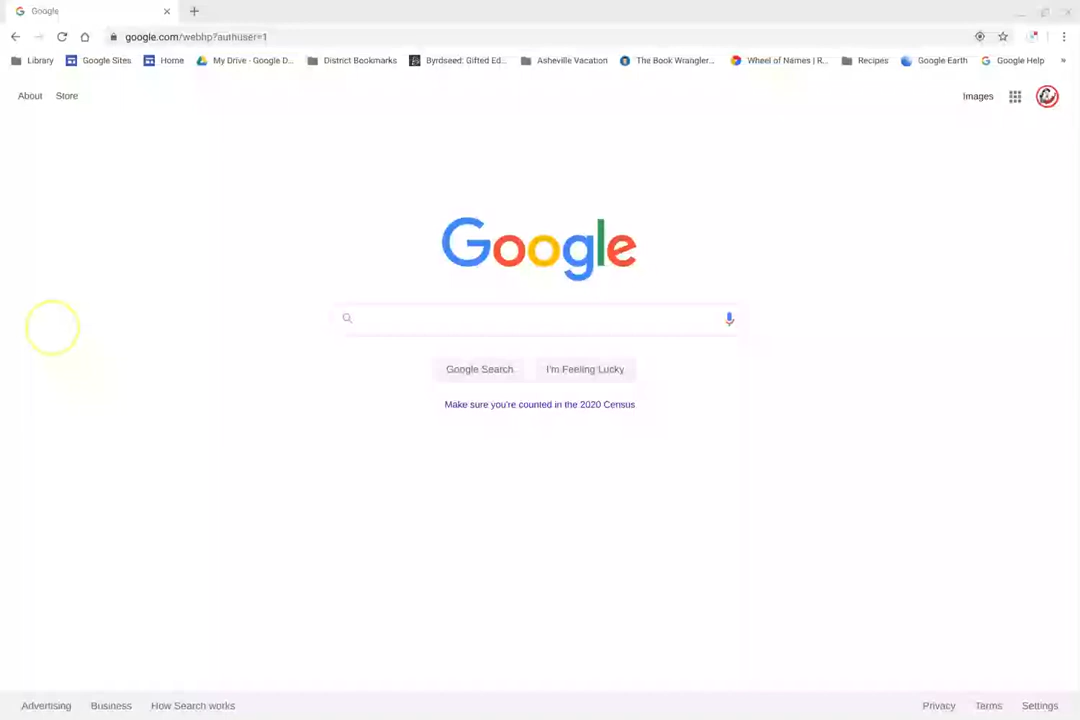 Google
google.com/webhp?authuser=1
Library Google Sites Home My Drive - Google D... District Bookmarks Byrdseed: Gifted Ed... Asheville Vacation The Book Wrangler... Wheel of Names | R... Recipes Google Earth Google Help »
About Store Images
Google
Google Search I'm Feeling Lucky
Make sure you're counted in the 2020 Census
Advertising Business How Search works Privacy Terms Settings